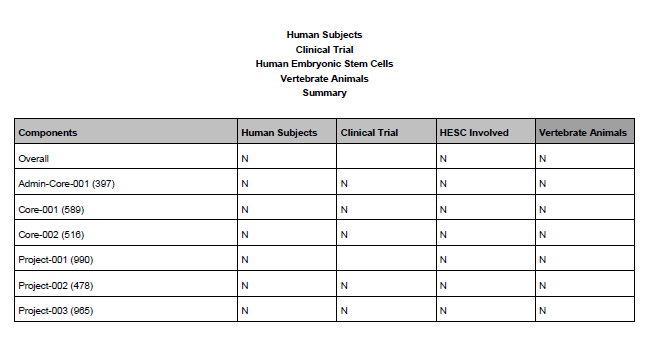 Human Subjects
Clinical Trial
Human Embryonic Stem Cells
Vertebrate Animals
Summary
Components Human Subjects Clinical Trial HESC Involved Vertebrate Animals
Overall N N N
Admin-Core-001 (397) N N N N
Core-001 (589) N N N N
Core-002 (516) N N N N
Project-001 (990) N N N
Project-002 (478) N N N N
Project-003 (965) N N N N